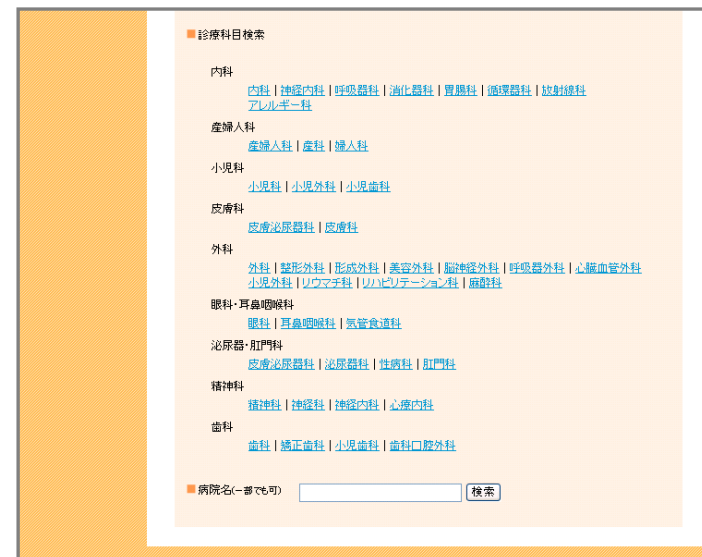 診療科目検索
内科
内科 | 神経内科 | 呼吸器科 | 消化器科 | 胃腸科 | 循環器科 | 放射線科
アレルギー科
産婦人科
産婦人科 | 産科 | 婦人科
小児科
小児科 | 小児外科 | 小児歯科
皮膚科
皮膚泌尿器科 | 皮膚科
外科
外科 | 整形外科 | 形成外科 | 美容外科 | 脳神経外科 | 呼吸器外科 | 心臓血管外科
小児外科 | リウマチ科 | リハビリテーション科 | 麻酔科
眼科・耳鼻咽喉科
眼科 | 耳鼻咽喉科 | 気管食道科
泌尿器・肛門科
皮膚泌尿器科 | 泌尿器科 | 性病科 | 肛門科
精神科
精神科 | 神経科 | 神経内科 | 心療内科
歯科
歯科 | 矯正歯科 | 小児歯科 | 歯科口腔外科
病院名(一部でも可) 検索